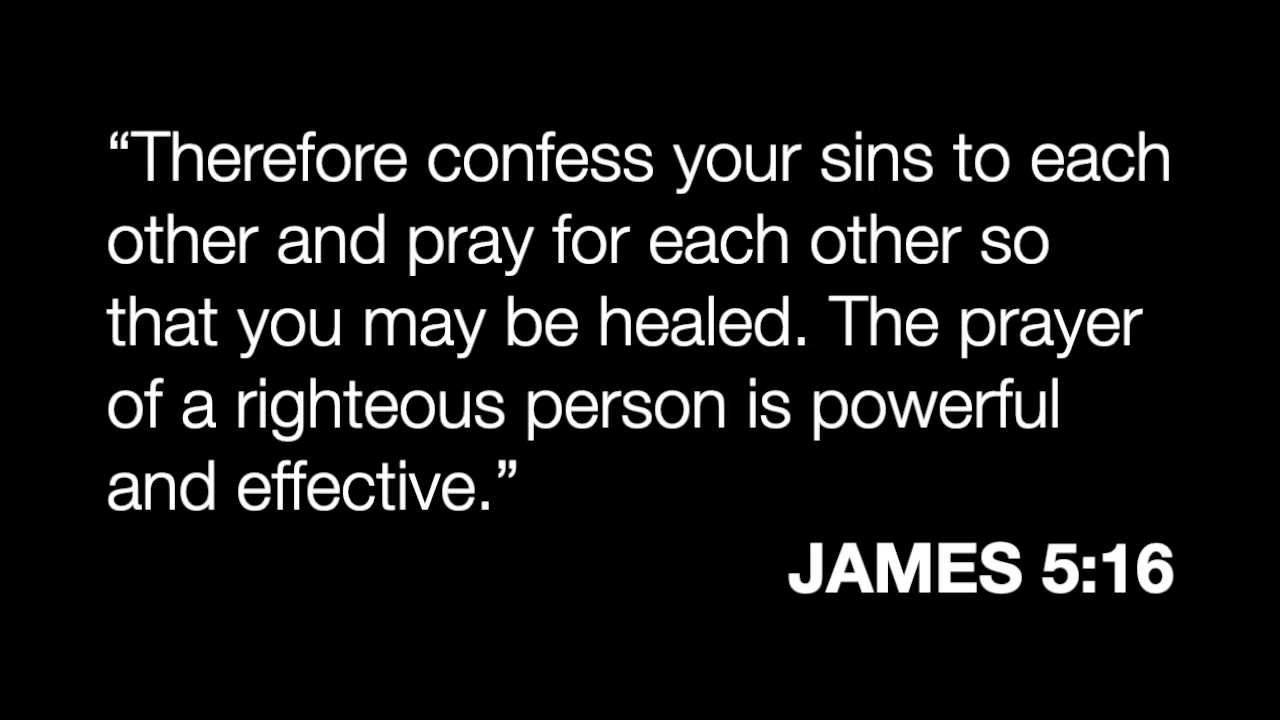 “Therefore confess your sins to each
other and pray for each other so
that you may be healed. The prayer
of a righteous person is powerful
and effective.”
JAMES 5:16